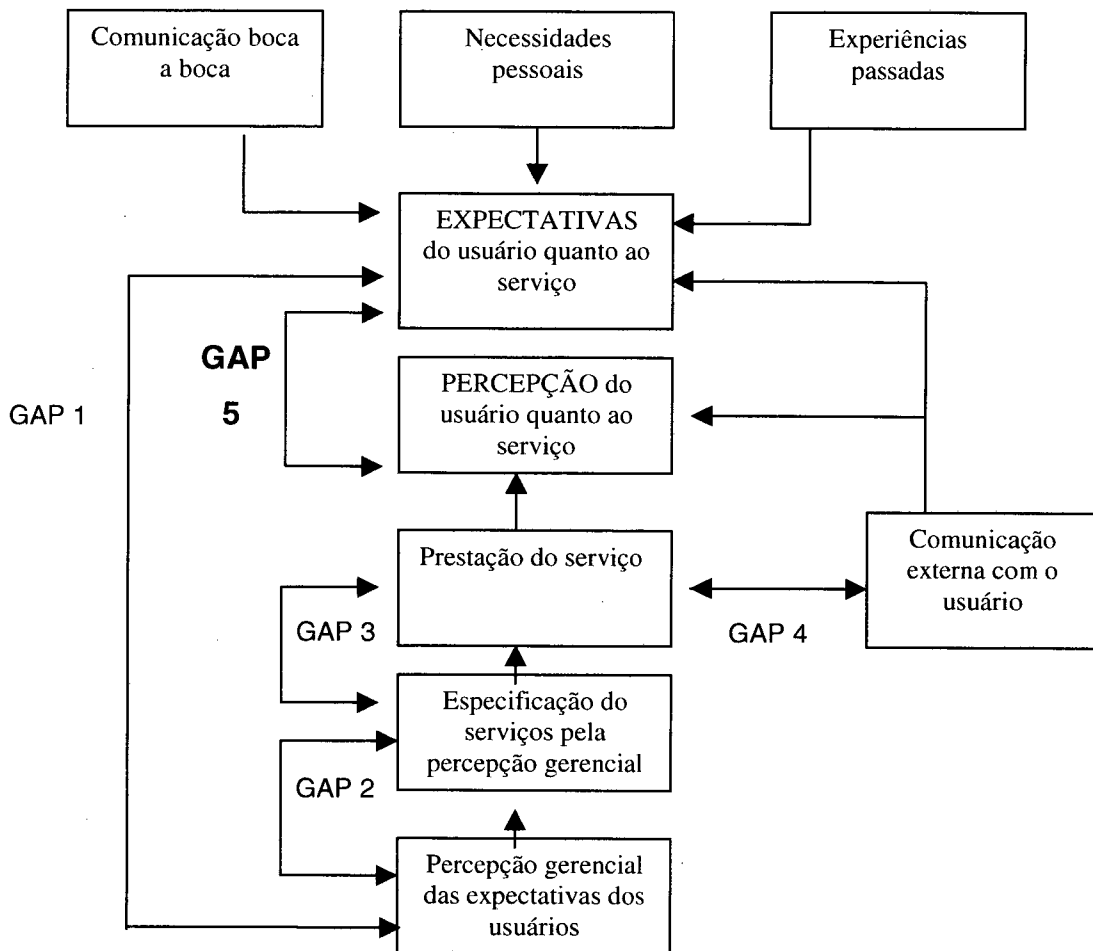 Comunicação boca
a boca
Necessidades
pessoais
Experiências
passadas
EXPECTATIVAS
do usuário quanto ao
serviço
GAP
5
GAP 1
PERCEPÇÃO do
usuário quanto ao
serviço
Prestação do serviço
Comunicação
externa com o
usuário
GAP 3
GAP 4
Especificação do
serviços pela
percepção gerencial
GAP 2
Percepção gerencial
das expectativas dos
usuários